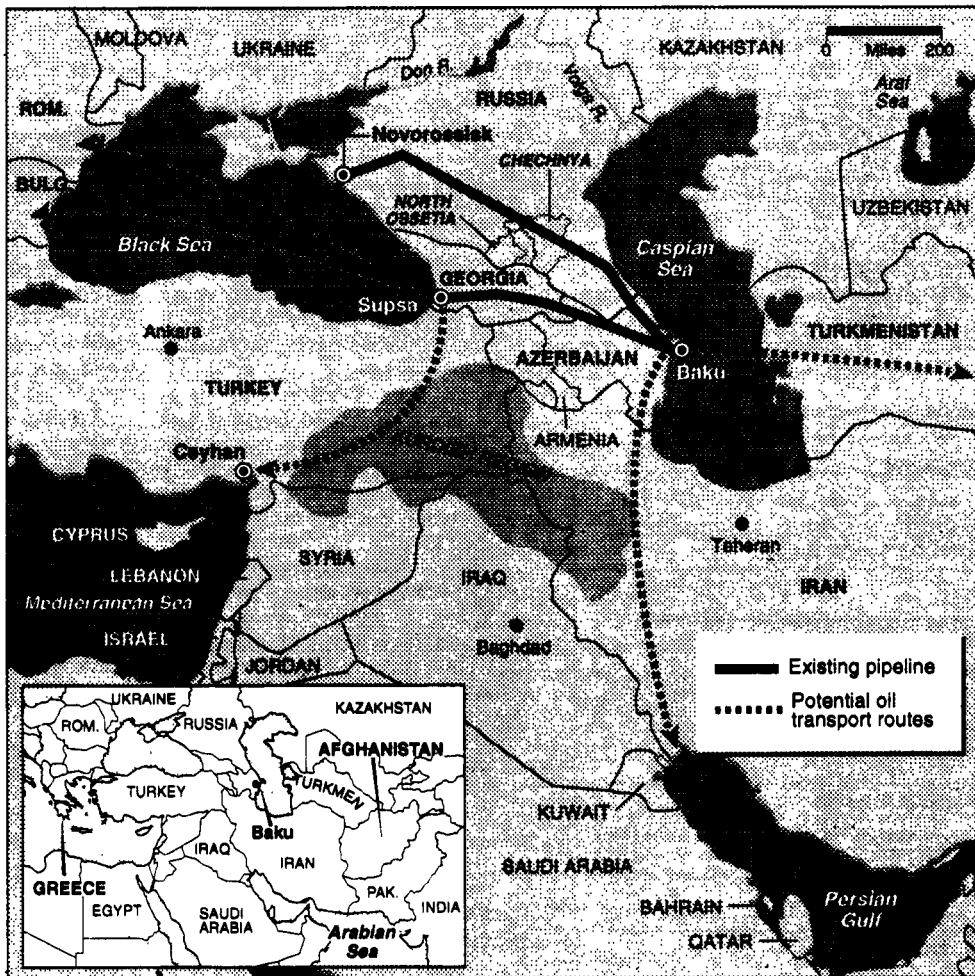 MOLDOVA
UKRAINE
KAZAKHSTAN
0 Miles 200
Don R.
Volga R.
Aral
Sea
ROM.
RUSSIA
Novorossisk
CHECHNYA
BULG.
NORTH
OSSETIA
UZBEKISTAN
Black Sea
Caspian
Sea
GEORGIA
Supsa
Ankara
TURKMENISTAN
AZERBAIJAN
Baku
TURKEY
ARMENIA
Ceyhan
CYPRUS
SYRIA
Teheran
LEBANON
IRAQ
IRAN
Mediterranean Sea
ISRAEL
Baghdad
JORDAN
Existing pipeline
Potential oil
transport routes
KUWAIT
SAUDI ARABIA
BAHRAIN
Persian
Gulf
QATAR
UKRAINE
ROM.
RUSSIA
KAZAKHSTAN
AFGHANISTAN
TURKEY
TURKMEN
Baku
IRAQ
IRAN
GREECE
PAK.
EGYPT
SAUDI
ARABIA
INDIA
Arabian
Sea